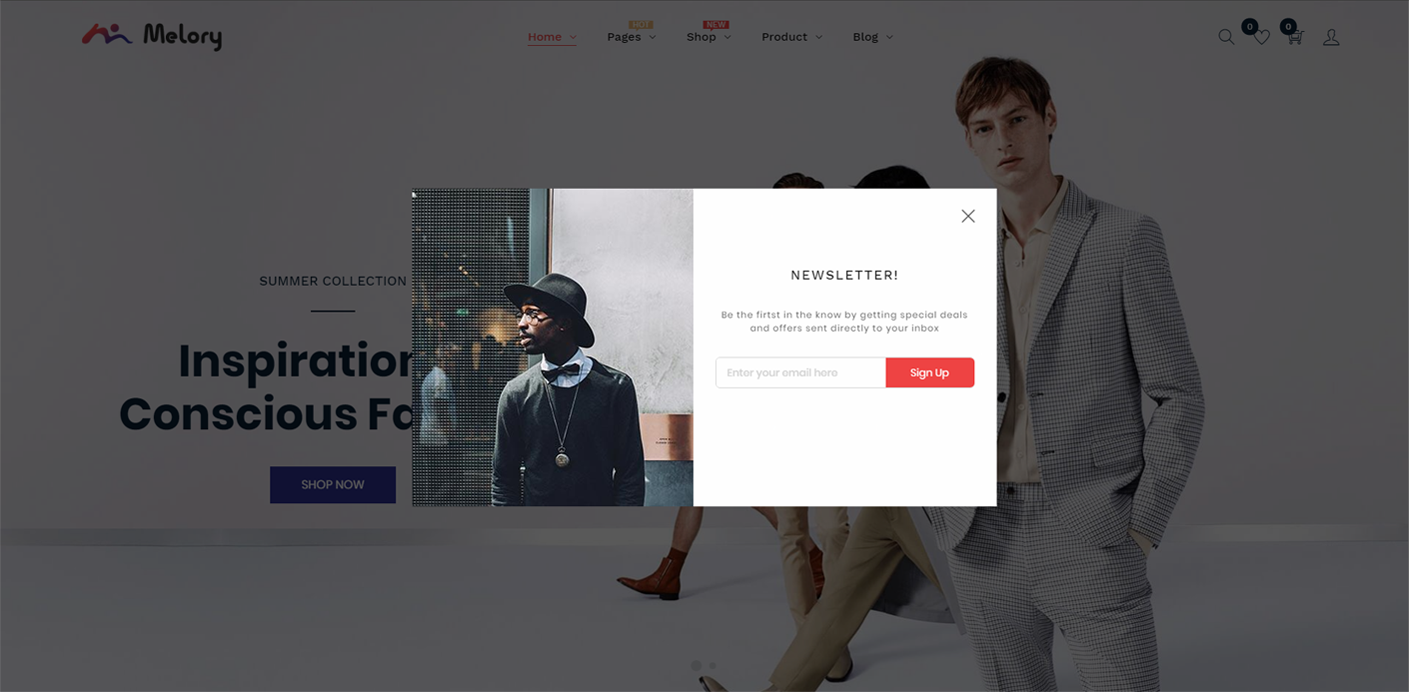 Melory
Home
HOT
Pages
NEW
Shop
Product
Blog
0
0
SUMMER COLLECTION
Inspiration
Conscious Fa
SHOP NOW
NEWSLETTER!
Be the firtst in the know by getting special deals
and offers sent directly to your inbox
Enter your email here
Sign Up